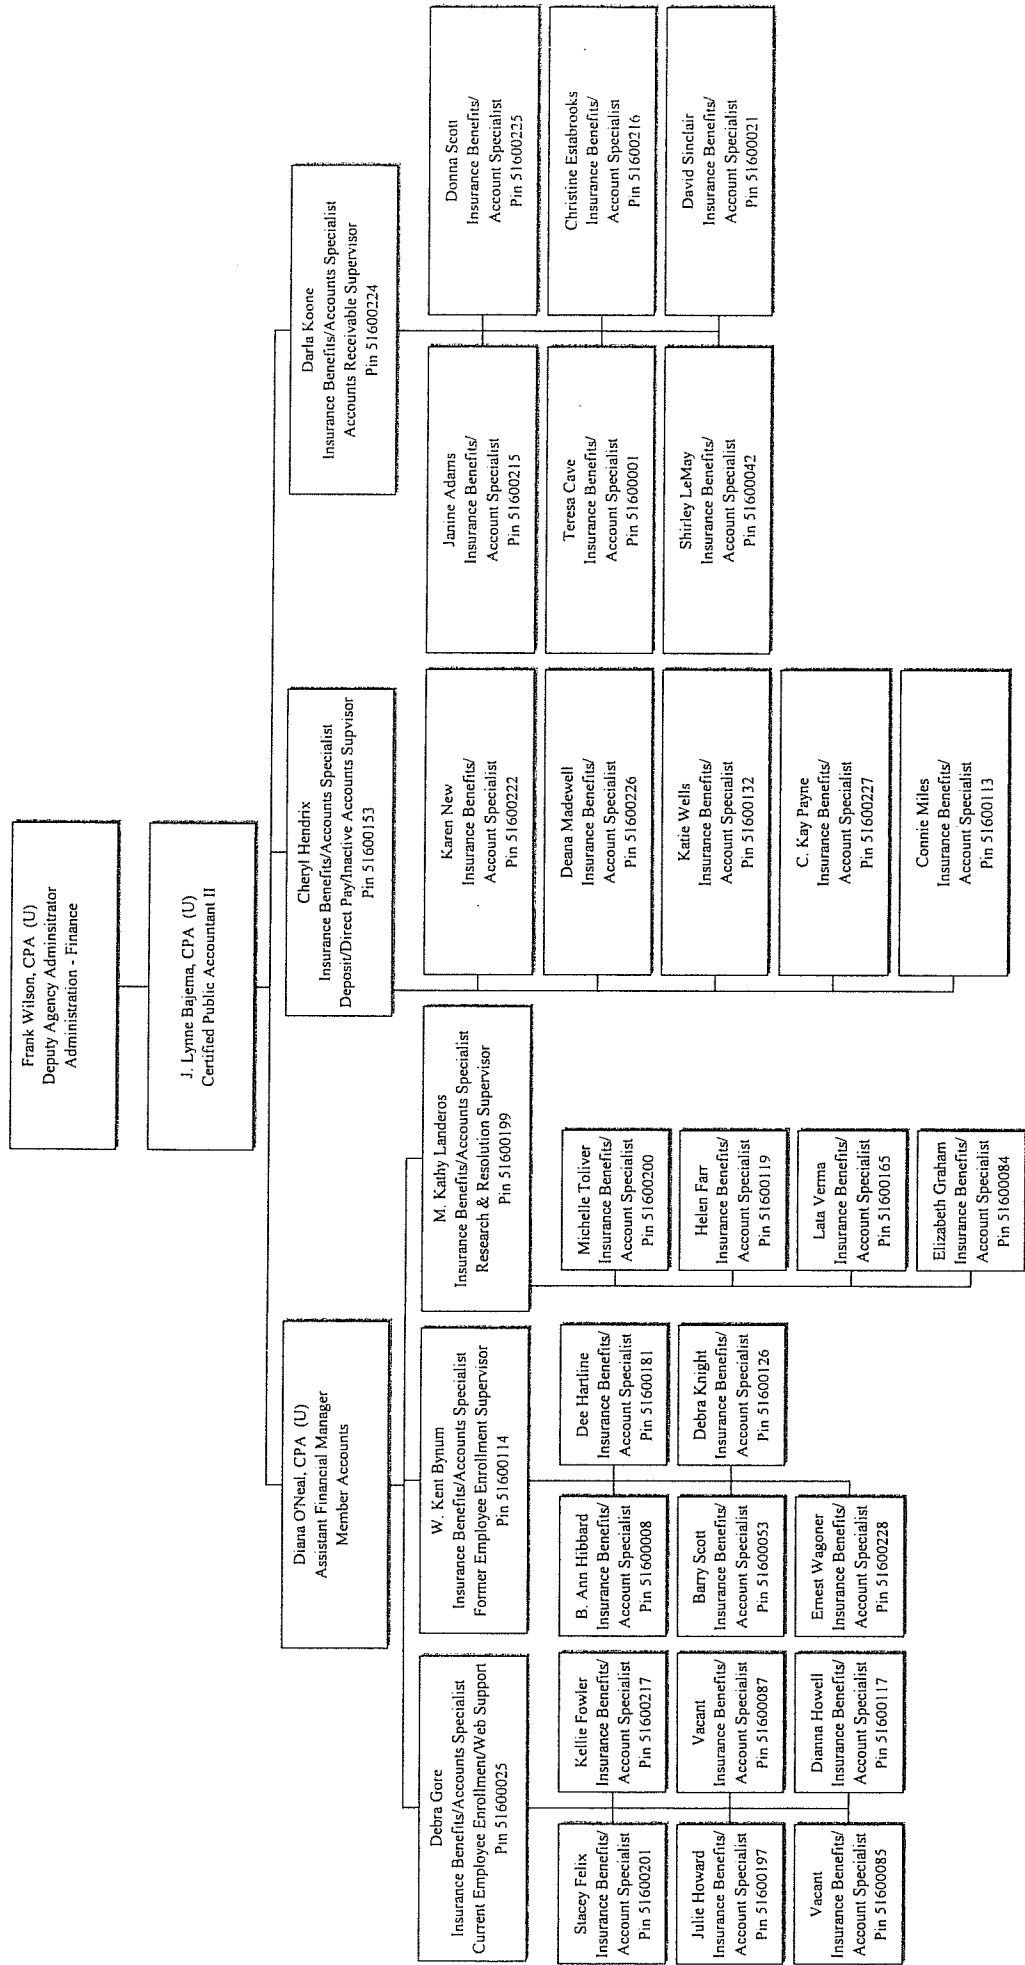 Frank Wilson, CPA (U)
Deputy Agency Adminsitrator
Administration - Finance
J. Lynne Bajema, CPA (U)
Certified Public Accountant II
Diana O'Neal, CPA (U)
Assistant Financial Manager
Member Accounts
Cheryl Hendrix
Insurance Benefits/Accounts Specialist
Deposit/Direct Pay/Inactive Accounts Supvisor
Pin 51600153
Darla Koone
Insurance Benefits/Accounts Specialist
Accounts Receivable Supervisor
Pin 51600224
Debra Gore
Insurance Benefits/Accounts Specialist
Current Employee Enrollment/Web Support
Pin 51600025
W. Kent Bynum
Insurance Benefits/Accounts Specialist
Former Employee Enrollment Supervisor
Pin 51600114
M. Kathy Landeros
Insurance Benefits/Accounts Specialist
Research & Resolution Supervisor
Pin 51600199
Stacey Felix
Insurance Benefits/
Account Specialist
Pin 51600201
Kellie Fowler
Insurance Benefits/
Account Specialist
Pin 51600217
Julie Howard
Insurance Benefits/
Account Specialist
Pin 51600197
Vacant
Insurance Benefits/
Account Specialist
Pin 51600087
Vacant
Insurance Benefits/
Account Specialist
Pin 51600085
Dianna Howell
Insurance Benefits/
Account Specialist
Pin 51600117
B. Ann Hibbard
Insurance Benefits/
Account Specialist
Pin 51600008
Dee Hartline
Insurance Benefits/
Account Specialist
Pin 51600181
Barry Scott
Insurance Benefits/
Account Specialist
Pin 51600053
Debra Knight
Insurance Benefits/
Account Specialist
Pin 51600126
Ernest Wagoner
Insurance Benefits/
Account Specialist
Pin 51600228
Michelle Toliver
Insurance Benefits/
Account Specialist
Pin 51600200
Helen Farr
Insurance Benefits/
Account Specialist
Pin 51600119
Lata Verma
Insurance Benefits/
Account Specialist
Pin 51600165
Elizabeth Graham
Insurance Benefits/
Account Specialist
Pin 51600084
Karen New
Insurance Benefits/
Account Specialist
Pin 51600222
Deana Madewell
Insurance Benefits/
Account Specialist
Pin 51600226
Katie Wells
Insurance Benefits/
Account Specialist
Pin 51600132
C. Kay Payne
Insurance Benefits/
Account Specialist
Pin 51600227
Connie Miles
Insurance Benefits/
Account Specialist
Pin 51600113
Janine Adams
Insurance Benefits/
Account Specialist
Pin 51600215
Donna Scott
Insurance Benefits/
Account Specialist
Pin 51600225
Teresa Cave
Insurance Benefits/
Account Specialist
Pin 51600001
Christine Estabrooks
Insurance Benefits/
Account Specialist
Pin 51600216
Shirley LeMay
Insurance Benefits/
Account Specialist
Pin 51600042
David Sinclair
Insurance Benefits/
Account Specialist
Pin 51600021